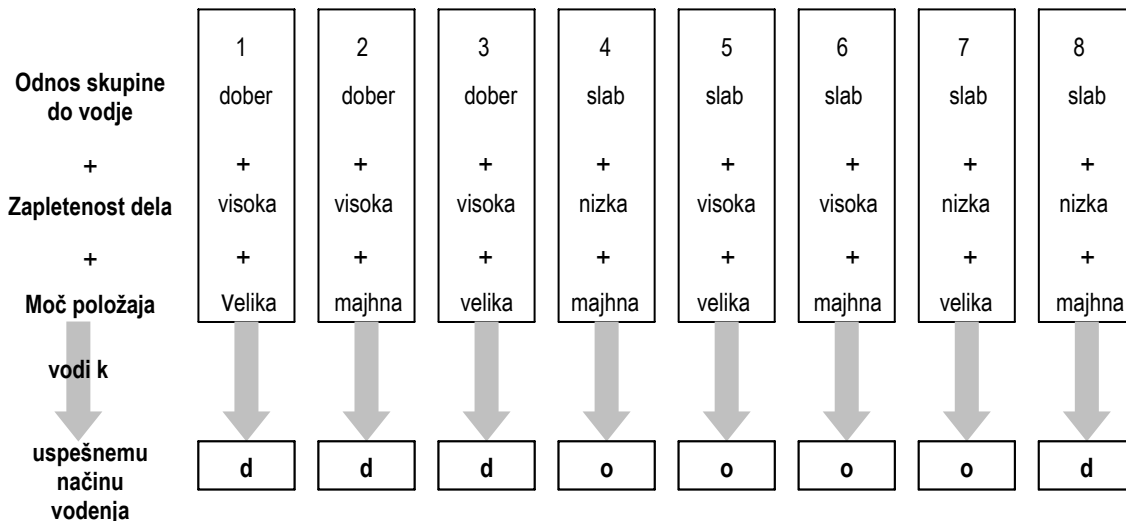 1 2 3 4 5 6 7 8
Odnos skupine
do vodje
dober dober dober slab slab slab slab slab
+ + + + + + + + +
Zapletenost dela visoka visoka visoka nizka visoka visoka nizka nizka
+ + + + + + + + +
Moč položaja Velika majhna velika majhna velika majhna velika majhna
vodi k
uspešnemu
načinu
vodenja
d d d o o o o d